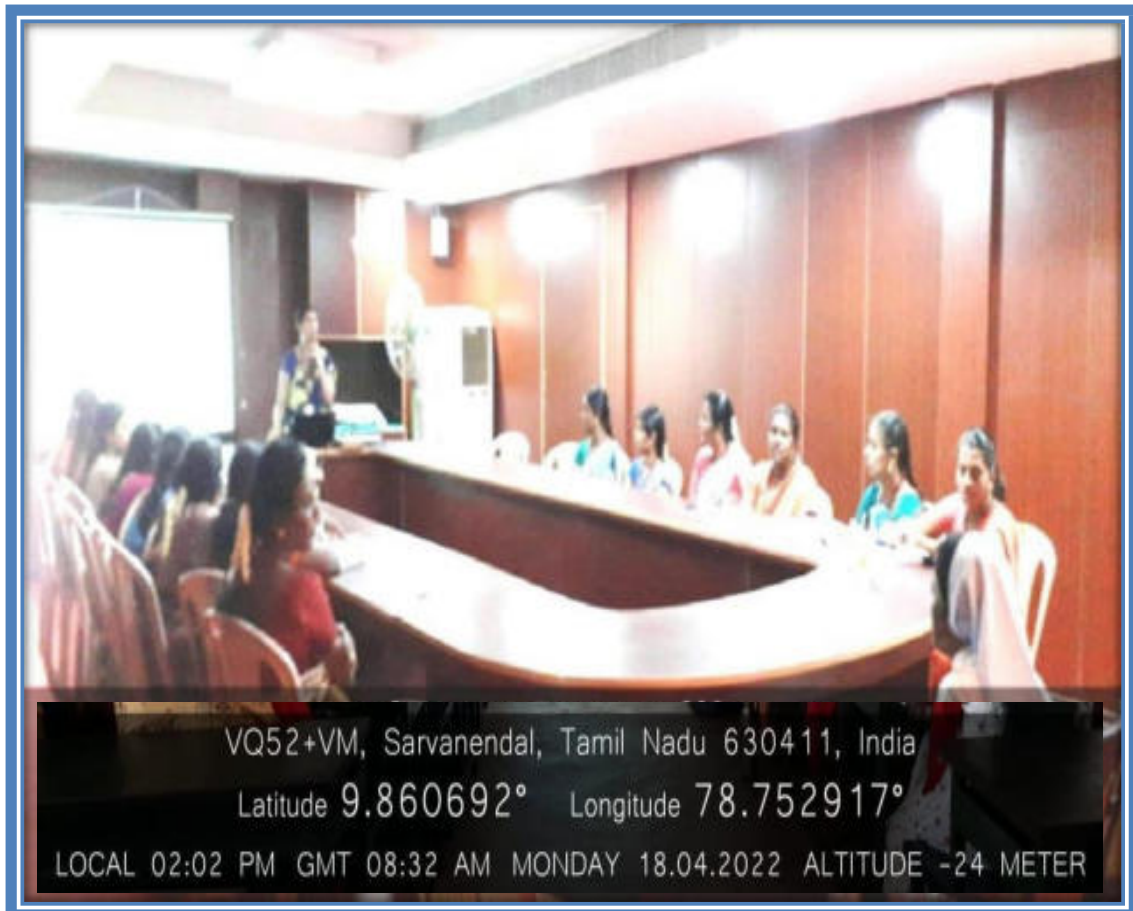 VQ52+VM, Sarvanendal, Tamil Nadu 630411, India
Latitude 9.860692° Longitude 78.752917°
LOCAL 02:02 PM GMT 08:32 AM MONDAY 18.04.2022 ALTITUDE -24 METER